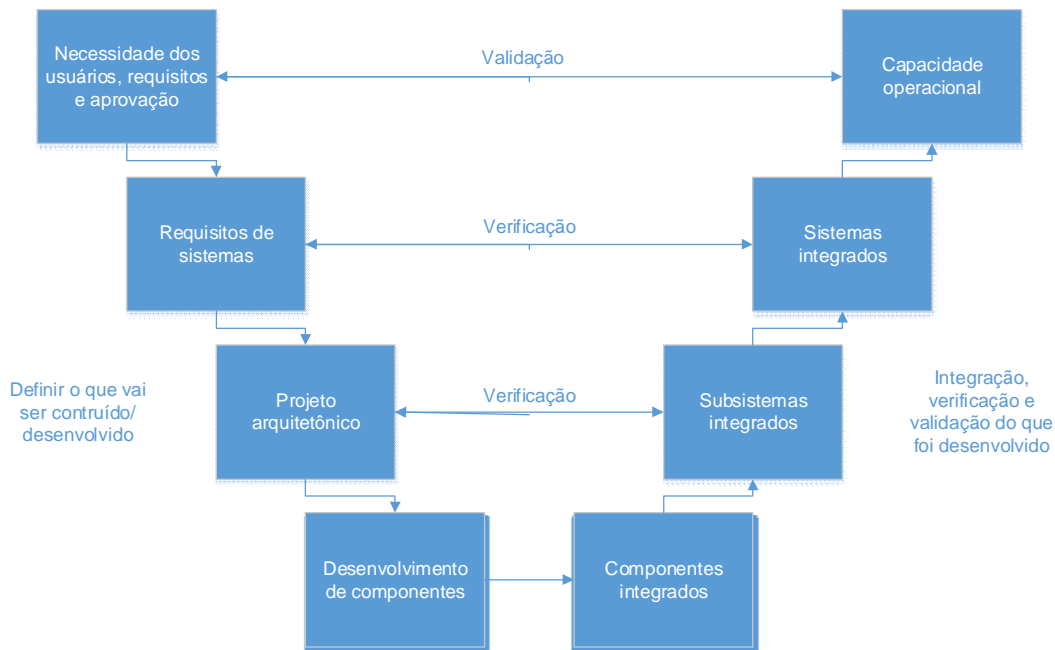 Necessidade dos
usuários, requisitos
e aprovação
Validação
Capacidade
operacional
Requisitos de
sistemas
Verificação
Sistemas
integrados
Definir o que vai
ser contruído/
desenvolvido
Projeto
arquitetônico
Verificação
Subsistemas
integrados
Integração,
verificação e
validação do que
foi desenvolvido
Desenvolvimento
de componentes
Componentes
integrados